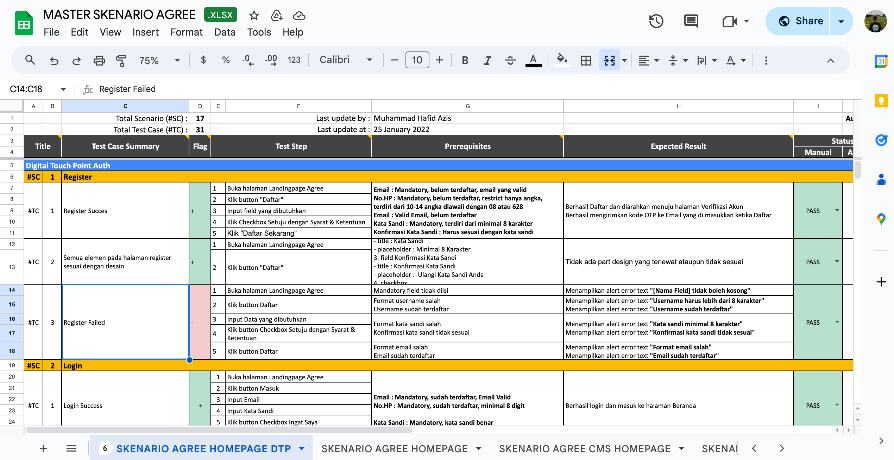 MASTER SKENARIO AGREE .XLSX
File Edit View Insert Format Data Tools Help
Share
75% $ % .0 .00 123 Calibri 10 B I A
C14:C18 fx Register Failed
A B C D E F G H I
1 Total Scenario (#SC) : 17 Last update by : Muhammad Hafid Azis Au
2 Total Test Case (#TC) : 31 Last update at : 25 January 2022
3 Title Test Case Summary Flag Test Step Prerequisites Expected Result Status
4 Manual A
5 Digital Touch Point Auth
6 #SC 1 Register
7 1 Buka halaman Landingpage Agree
8 2 Klik button "Daftar"
9 3 Input field yang dibutuhkan
10 4 Klik Checkbox Setuju dengan Syarat & Ketentuan
11 5 Klik "Daftar Sekarang"
#TC 1 Register Succes +
Email : Mandatory, belum terdaftar, email yang valid
No.HP : Mandatory, belum terdaftar, restrict hanya angka,
terdiri dari 10-14 angka diawali dengan 08 atau 628
Email : Valid Email, belum terdaftar
Kata Sandi : Mandatory, terdiri dari minimal 8 karakter
Konfirmasi Kata Sandi : Harus sesuai dengan kata sandi
Berhasil Daftar dan diarahkan menuju halaman Verifikasi Akun
Berhasil mengirimkan kode OTP ke Email yang di masukkan ketika Daftar
PASS
12 1 Buka halaman Landingpage Agree
13 2 Klik button "Daftar"
#TC 2 Semua elemen pada halaman register
sesuai dengan desain
+
- title : Kata Sandi
- placeholder : Minimal 8 Karakter
3. field Konfirmasi Kata Sandi
- title : Konfirmasi Kata Sandi
- placeholder : Ulangi Kata Sandi Anda
4. checkbox
Tidak ada part design yang terlewat ataupun tidak sesuai
PASS
14 1 Buka halaman Landingpage Agree Mandatory field tidak diisi Menampilkan alert error text "[Nama Field] tidak boleh kosong"
15 2 Klik button Daftar
Format username salah
Username sudah terdaftar
Menampilkan alert error text "Username harus lebih dari 8 karakter"
Menampilkan alert error text "Username sudah terdaftar"
16 3 Input Data yang dibutuhkan
17 4 Klik button Checkbox Setuju dengan Syarat &
Ketentuan
#TC 3 Register Failed
Format kata sandi salah
Konfirmasi kata sandi tidak sesuai
Menampilkan alert error text "Kata sandi minimal 8 karakter"
Menampilkan alert error text "Konfirmasi kata sandi tidak sesuai"
PASS
18 5 Klik button Daftar
Format email salah
Email sudah terdaftar
Menampilkan alert error text "Format email salah"
Menampilkan alert error text "Email sudah terdaftar"
19 #SC 2 Login
20 1 Buka halaman Landingpage Agree
21 2 Klik button Masuk
22 3 Input Email
23 4 Input Kata Sandi
24 5 Klik button Checkbox Ingat Saya
#TC 1 Login Success +
Email : Mandatory, sudah terdaftar, Email Valid
No.HP : Mandatory, sudah terdaftar, minimal 8 digit
Kata Sandi : Mandatory, kata sandi benar
Berhasil login dan masuk ke halaman Beranda
PASS
6 SKENARIO AGREE HOMEPAGE DTP SKENARIO AGREE HOMEPAGE SKENARIO AGREE CMS HOMEPAGE SKENAI